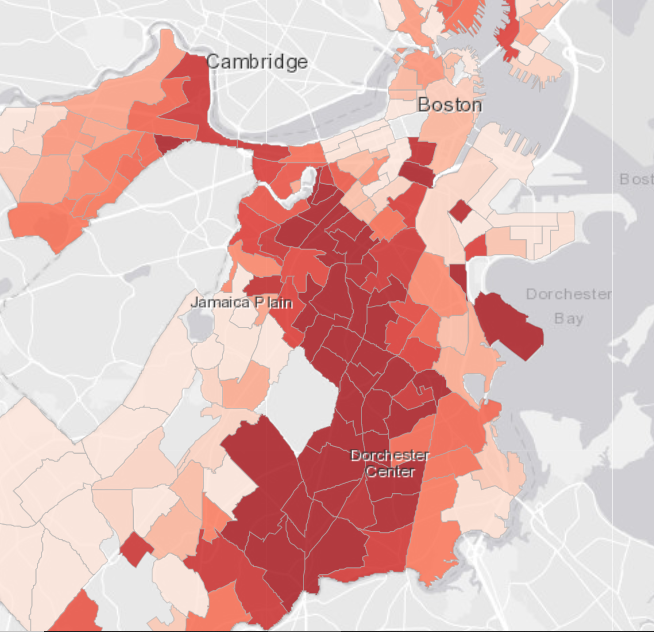 Cambridge
Boston
Bost
Dorchester
Bay
Jamaica Plain
Dorchester
Center